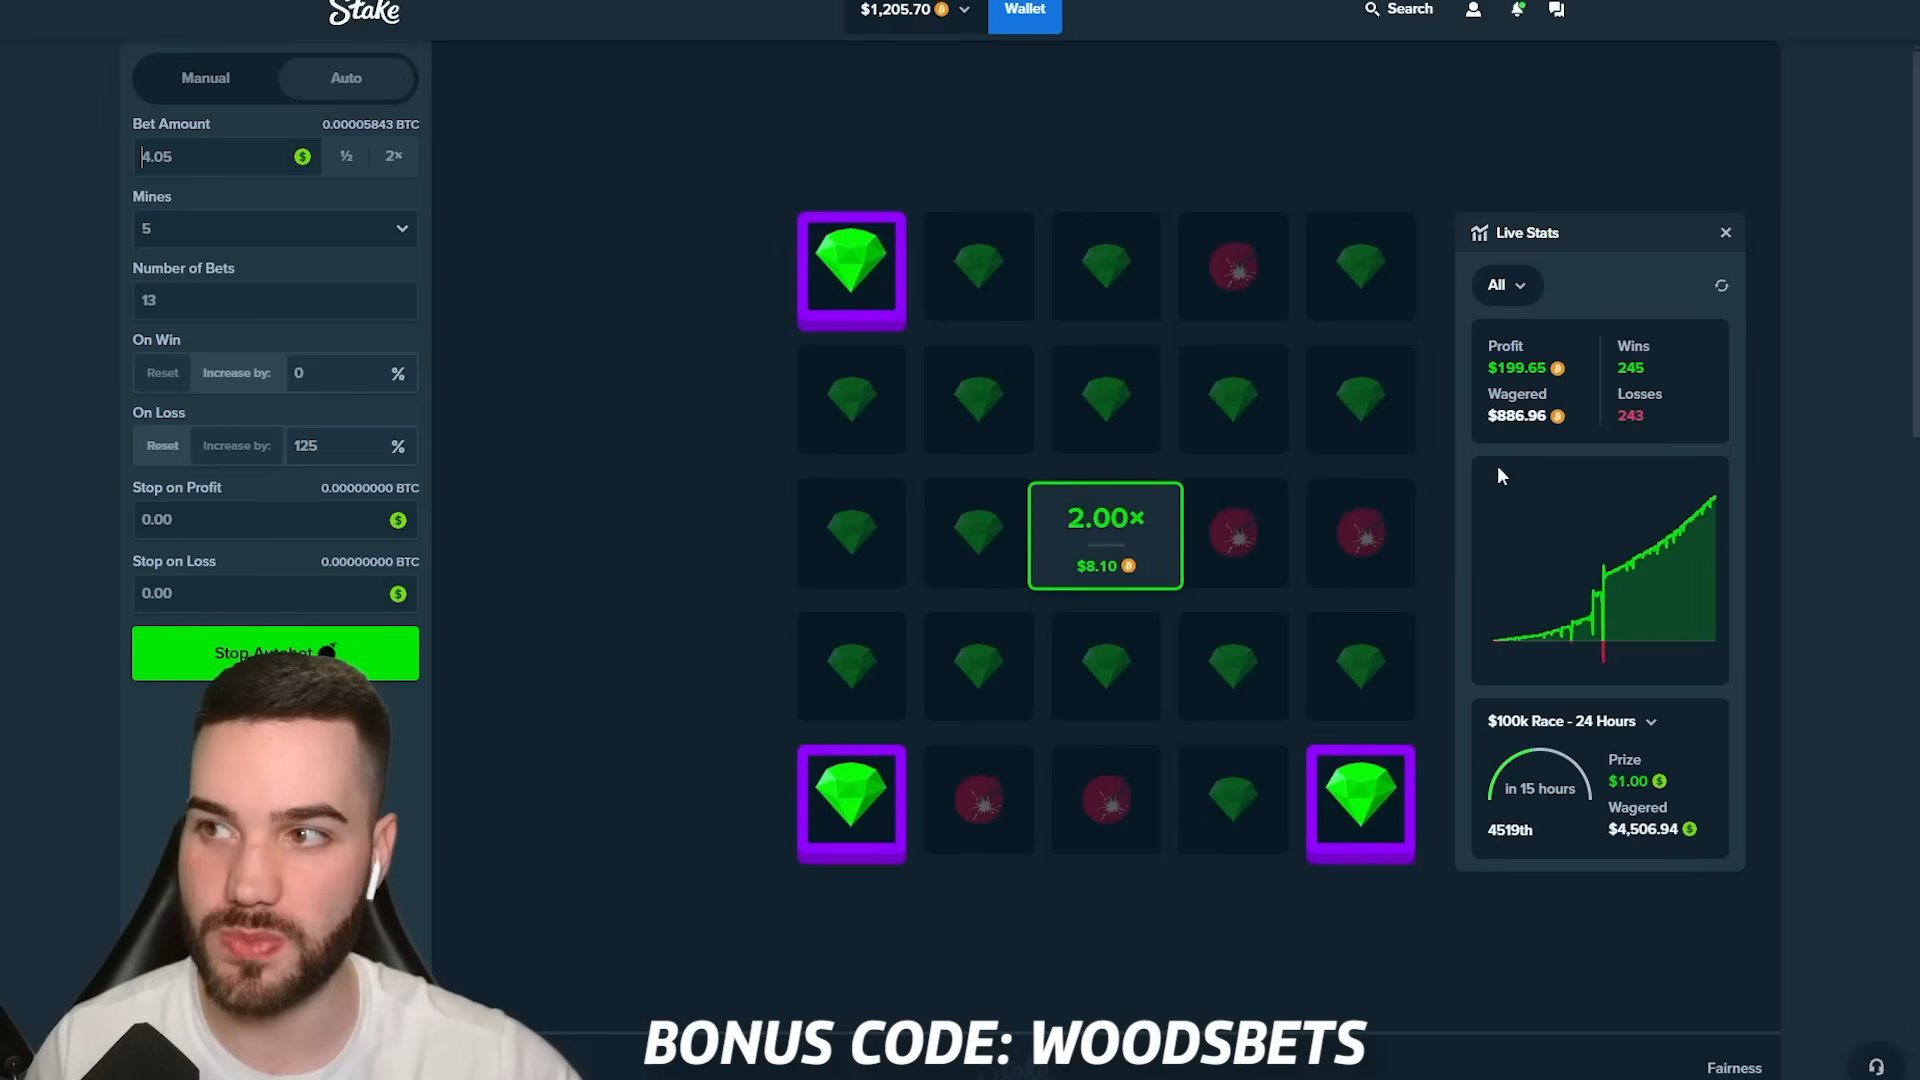 Stake
$1,205.70
Wallet
Search
Manual
Auto
Bet Amount
0.00005843 BTC
4.05
½
2×
Mines
5
Number of Bets
13
On Win
Reset
Increase by:
0
%
On Loss
Reset
Increase by:
125
%
Stop on Profit
0.00000000 BTC
0.00
Stop on Loss
0.00000000 BTC
0.00
Stop Autobet
2.00×
$8.10
Live Stats
All
Profit
Wins
$199.65
245
Wagered
Losses
$886.96
243
$100k Race - 24 Hours
in 15 hours
Prize
$1.00
Wagered
4519th
$4,506.94
BONUS CODE: WOODSBETS
Stake
Fairness